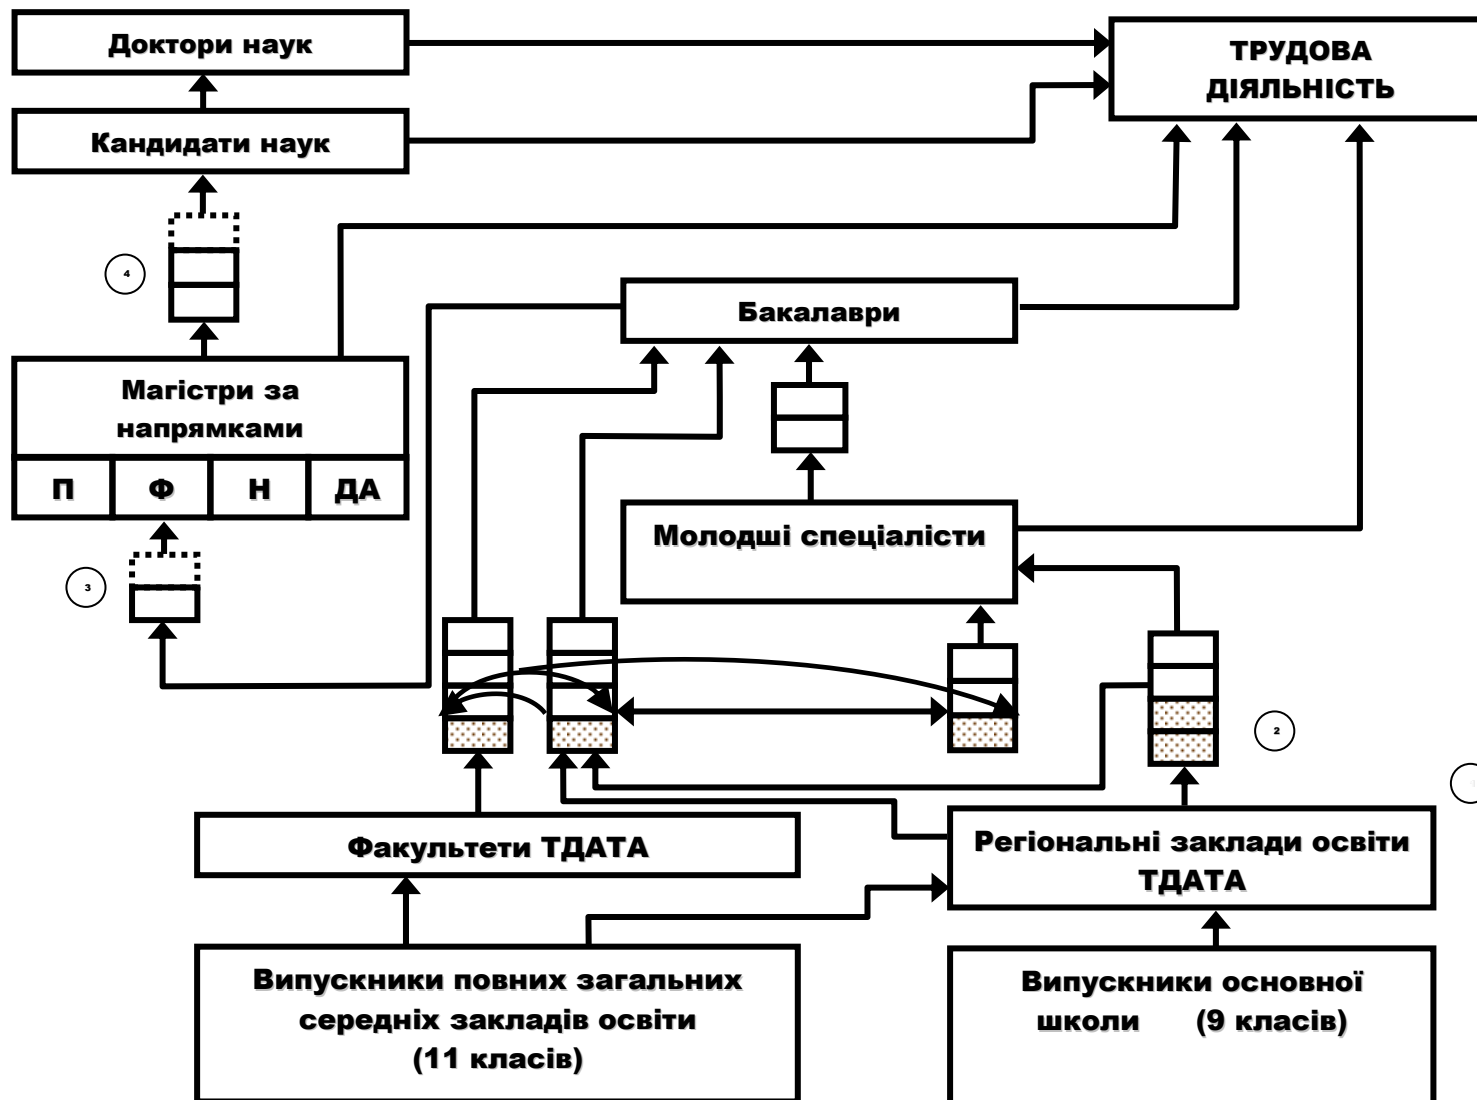 Доктори наук
ТРУДОВА
ДІЯЛЬНІСТЬ
Кандидати наук
4
Бакалаври
Магістри за
напрямками
П Ф Н ДА
Молодші спеціалісти
3
2
Факультети ТДАТА
Регіональні заклади освіти
ТДАТА
Випускники повних загальних
середніх закладів освіти
(11 класів)
Випускники основної
школи (9 класів)